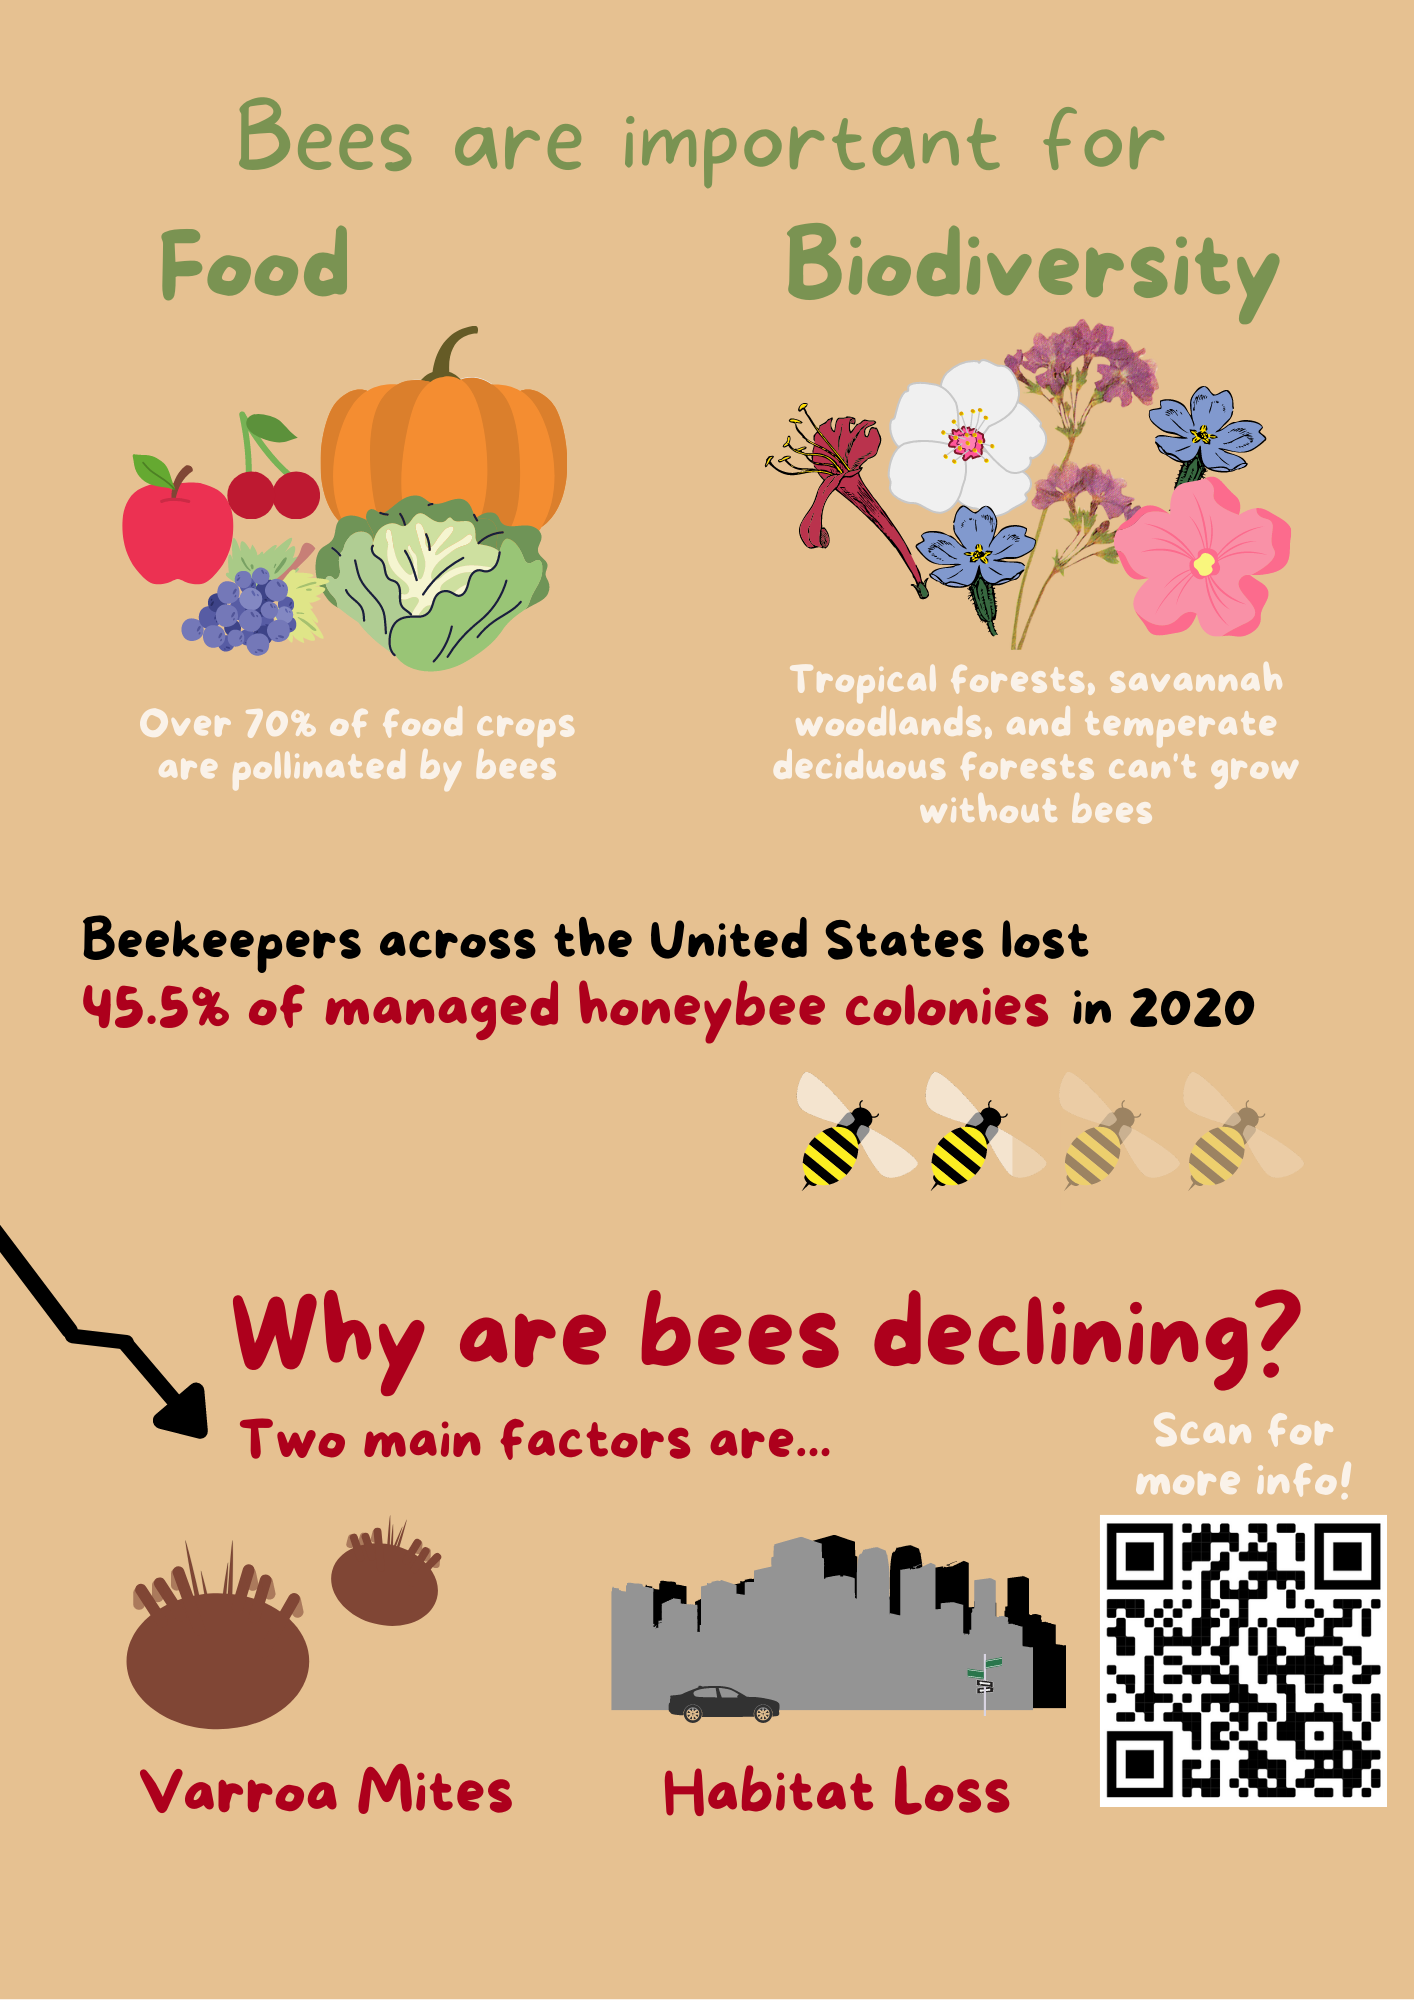 Bees are important for
Food
Biodiversity
Over 70% of food crops
are pollinated by bees
Tropical forests, savannah
woodlands, and temperate
deciduous forests can't grow
without bees
Beekeepers across the United States lost
45.5% of managed honeybee colonies in 2020
Why are bees declining?
Two main factors are...
Scan for
more info!
Varroa Mites
Habitat Loss